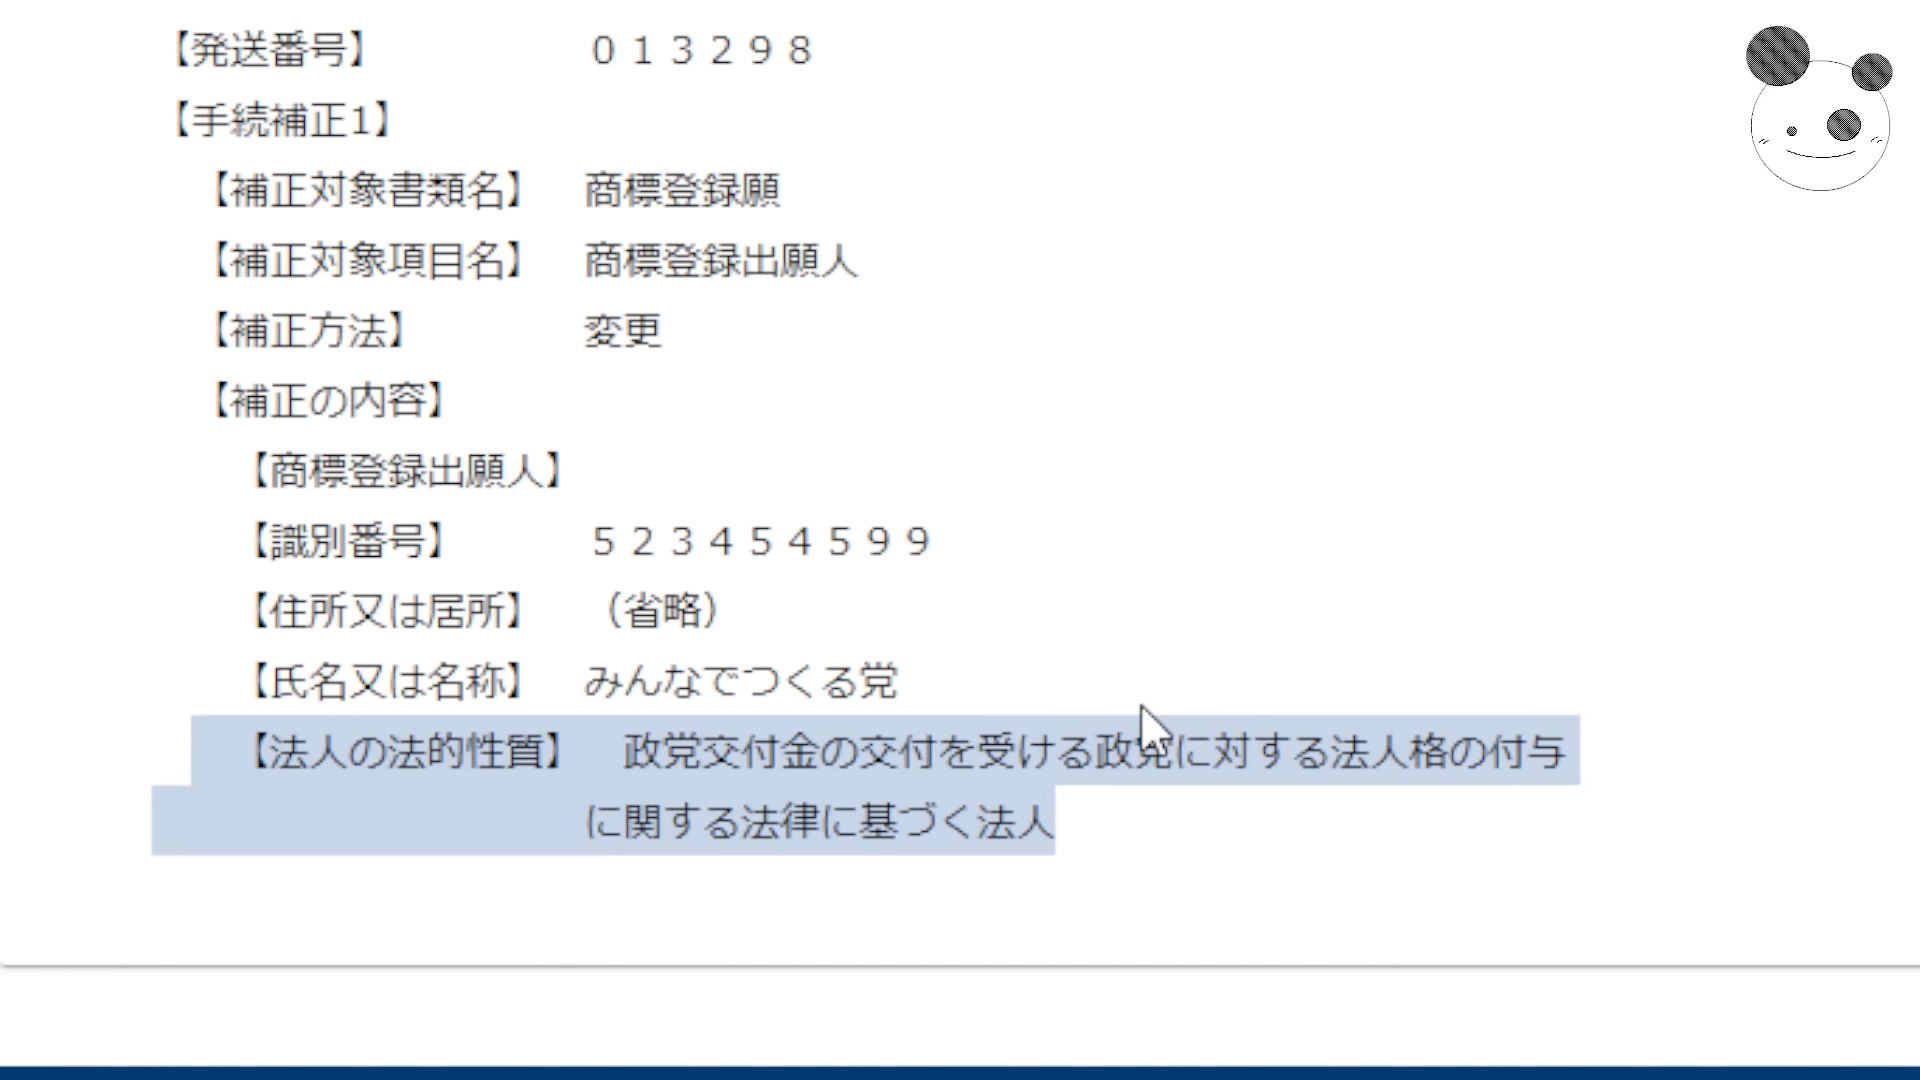 【発送番号】 ０１３２９８
【手続補正1】
【補正対象書類名】 商標登録願
【補正対象項目名】 商標登録出願人
【補正方法】 変更
【補正の内容】
【商標登録出願人】
【識別番号】 ５２３４５４５９９
【住所又は居所】 （省略）
【氏名又は名称】 みんなでつくる党
【法人の法的性質】 政党交付金の交付を受ける政党に対する法人格の付与
に関する法律に基づく法人